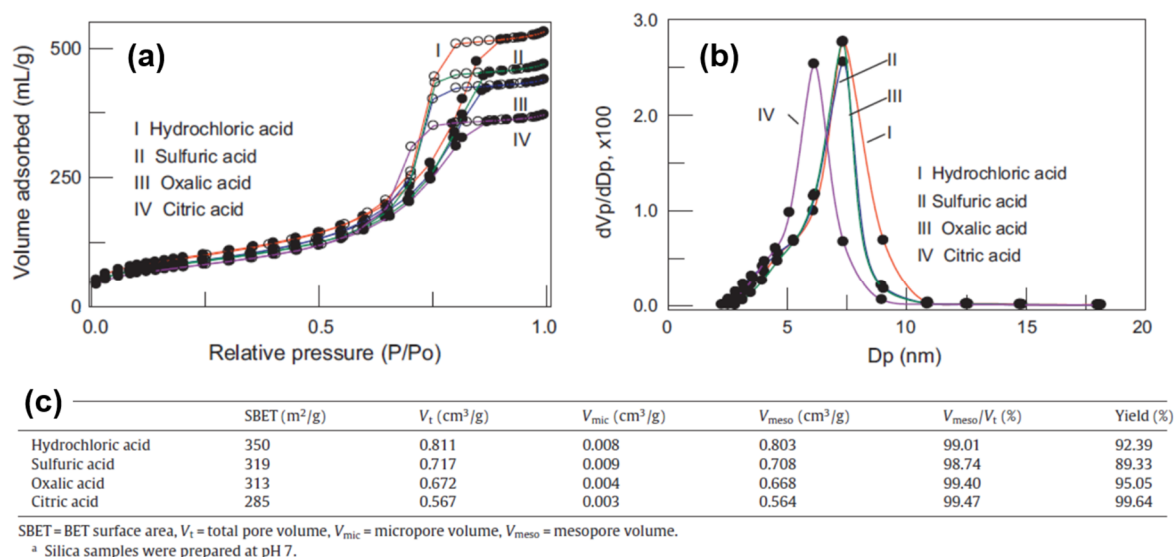 (a)
Volume adsorbed (mL/g)
500
250
0
I
II
III
IV
I Hydrochloric acid
II Sulfuric acid
III Oxalic acid
IV Citric acid
0.0 0.5 1.0
Relative pressure (P/Po)
(b)
dVp/dDp, x100
3.0
2.0
1.0
0.0
II
III
IV
I
I Hydrochloric acid
II Sulfuric acid
III Oxalic acid
IV Citric acid
0 5 10 15 20
Dp (nm)
(c)
SBET (m²/g) Vt (cm³/g) Vmic (cm³/g) Vmeso (cm³/g) Vmeso/Vt (%) Yield (%)
Hydrochloric acid 350 0.811 0.008 0.803 99.01 92.39
Sulfuric acid 319 0.717 0.009 0.708 98.74 89.33
Oxalic acid 313 0.672 0.004 0.668 99.40 95.05
Citric acid 285 0.567 0.003 0.564 99.47 99.64
SBET = BET surface area, Vt = total pore volume, Vmic = micropore volume, Vmeso = mesopore volume.
a Silica samples were prepared at pH 7.